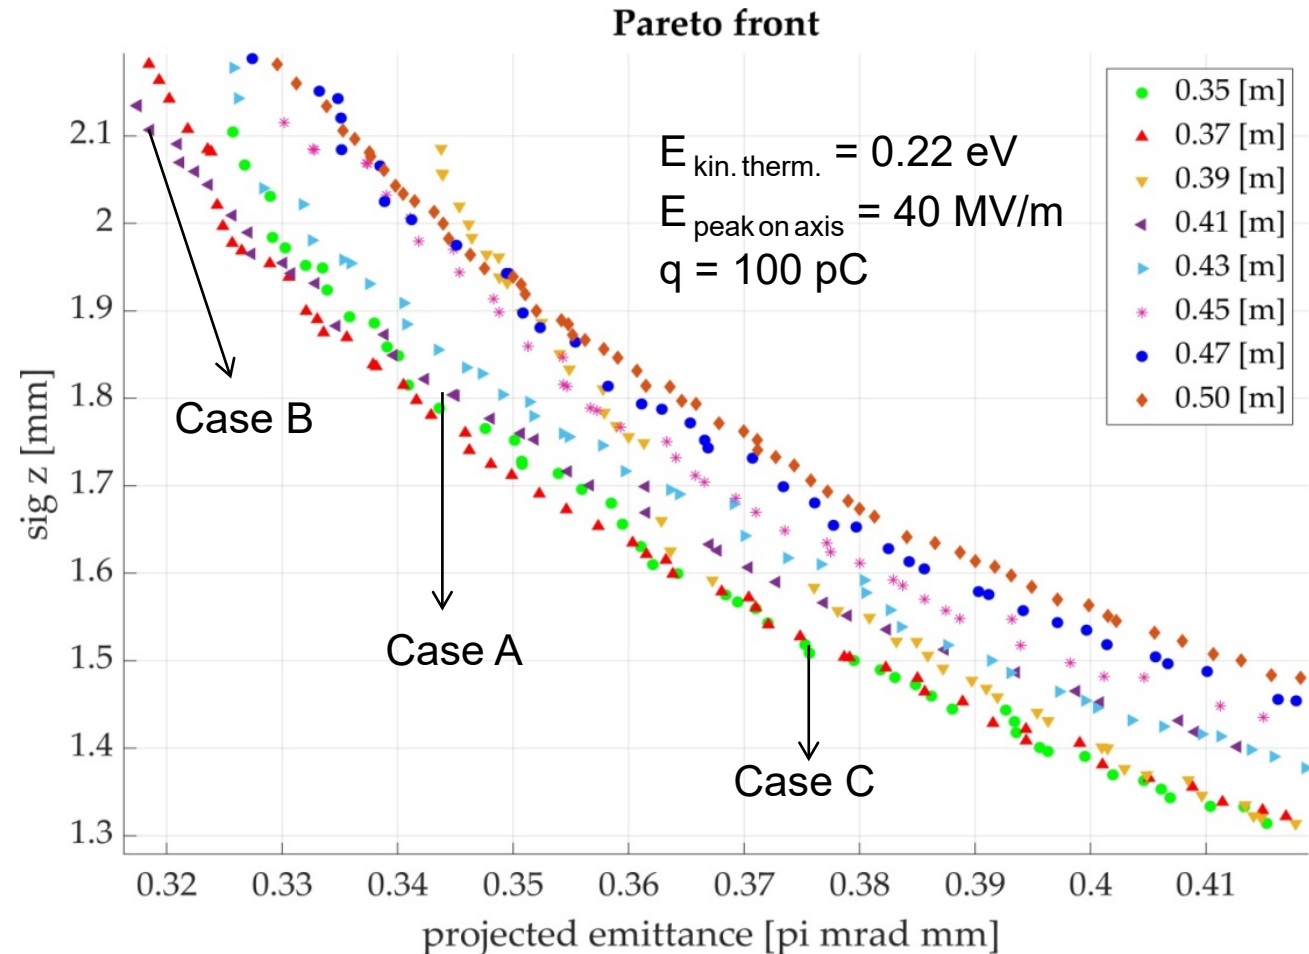 Pareto front
E kin. therm. = 0.22 eV
E peak on axis = 40 MV/m
q = 100 pC
0.35 [m]
0.37 [m]
0.39 [m]
0.41 [m]
0.43 [m]
0.45 [m]
0.47 [m]
0.50 [m]
Case B
Case A
Case C
sig z [mm]
2.1
2
1.9
1.8
1.7
1.6
1.5
1.4
1.3
0.32 0.33 0.34 0.35 0.36 0.37 0.38 0.39 0.4 0.41
projected emittance [pi mrad mm]